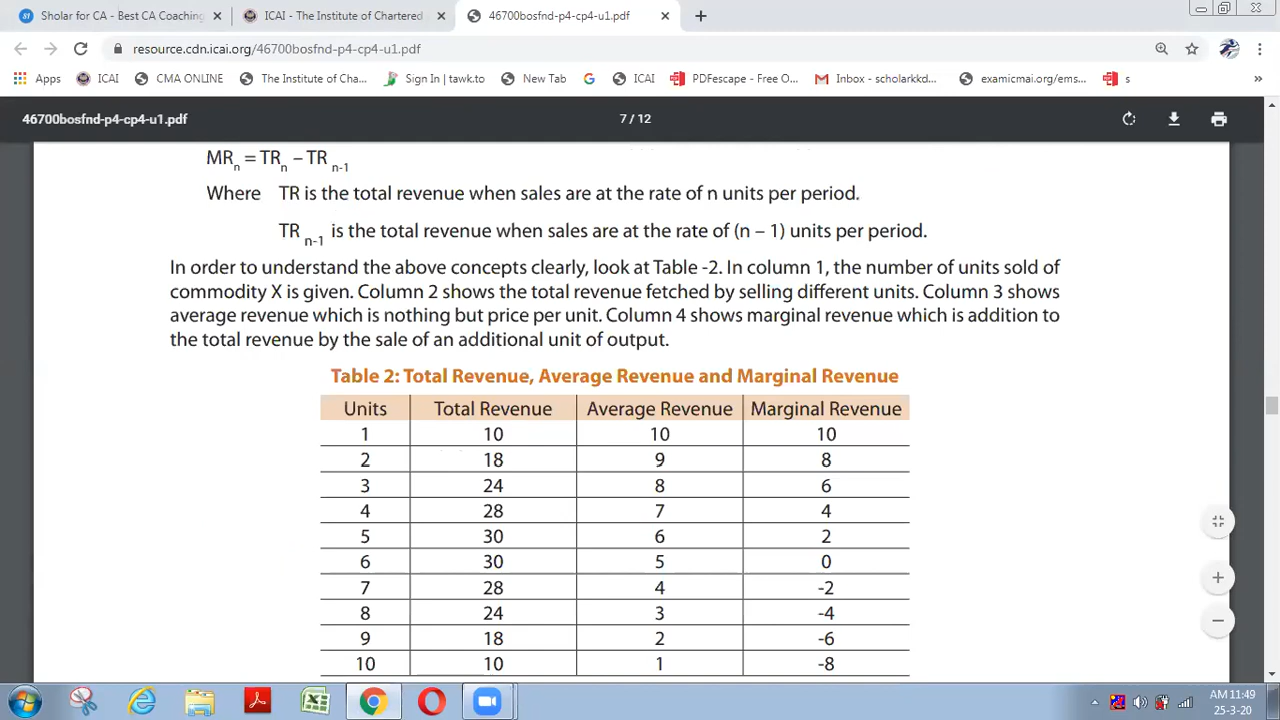 Sholar for CA - Best CA Coaching
ICAI - The Institute of Chartered
46700bosfnd-p4-cp4-u1.pdf
resource.cdn.icai.org/46700bosfnd-p4-cp4-u1.pdf
Apps ICAI CMA ONLINE The Institute of Cha... Sign In | tawk.to New Tab ICAI PDFescape - Free O... Inbox - scholarkkd... examicmai.org/ems... s »
46700bosfnd-p4-cp4-u1.pdf 7 / 12
MRn = TRn – TR n-1
Where TR is the total revenue when sales are at the rate of n units per period.
TR n-1 is the total revenue when sales are at the rate of (n – 1) units per period.
In order to understand the above concepts clearly, look at Table -2. In column 1, the number of units sold of
commodity X is given. Column 2 shows the total revenue fetched by selling different units. Column 3 shows
average revenue which is nothing but price per unit. Column 4 shows marginal revenue which is addition to
the total revenue by the sale of an additional unit of output.
Table 2: Total Revenue, Average Revenue and Marginal Revenue
Units Total Revenue Average Revenue Marginal Revenue
1 10 10 10
2 18 9 8
3 24 8 6
4 28 7 4
5 30 6 2
6 30 5 0
7 28 4 -2
8 24 3 -4
9 18 2 -6
10 10 1 -8
AM 11:49
25-3-20